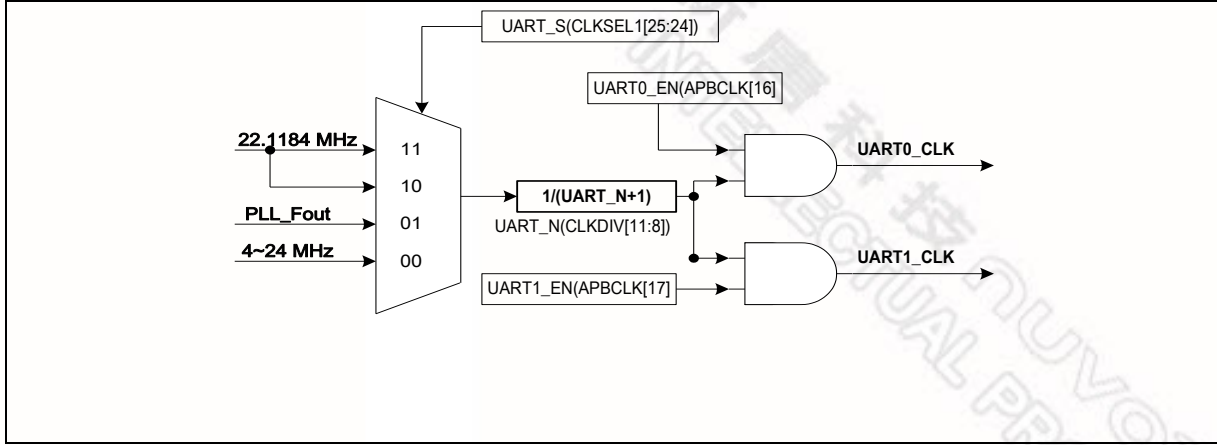 UART_S(CLKSEL1[25:24])
UART0_EN(APBCLK[16]
22.1184 MHz
11
UART0_CLK
10
1/(UART_N+1)
PLL_Fout
01
UART_N(CLKDIV[11:8])
4~24 MHz
00
UART1_CLK
UART1_EN(APBCLK[17]